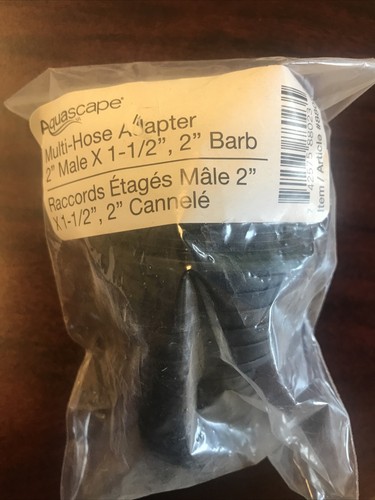 Aquascape®
Multi-Hose Adapter
2" Male X 1-1/2", 2" Barb
Raccords Étagés Mâle 2"
X 1-1/2", 2" Cannelé
Item / Article